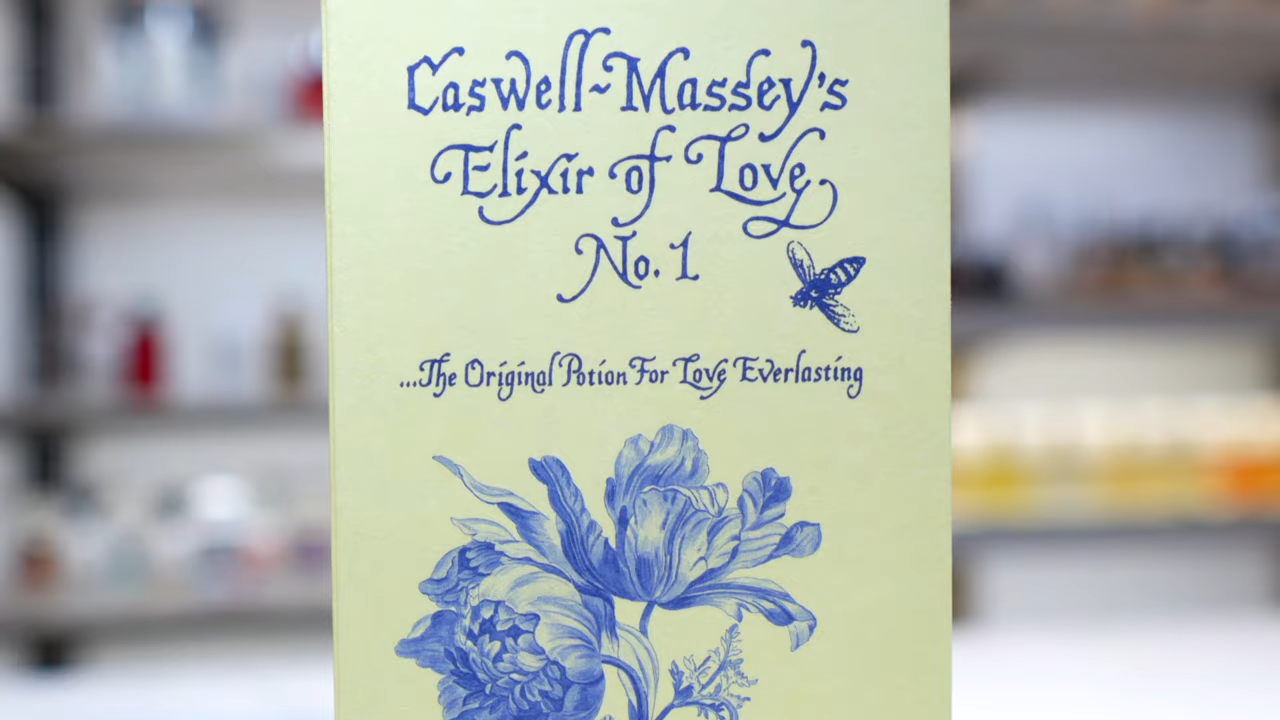 Caswell~Massey's
Elixir of Love
No. 1
...The Original Potion For Love Everlasting